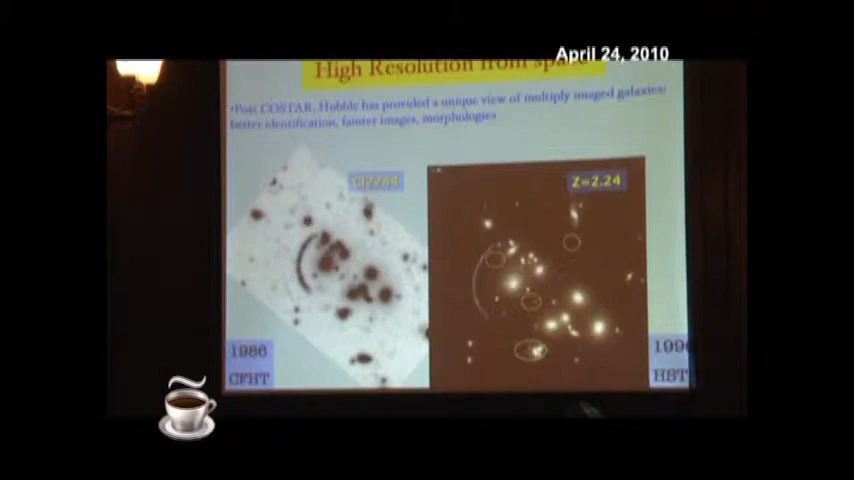 April 24, 2010
High Resolution from space
•Post COSTAR, Hubble has provided a unique view of multiply imaged galaxies:
better identification, fainter images, morphologies
Cl2244
Z=2.24
1986
CFHT
199
HST